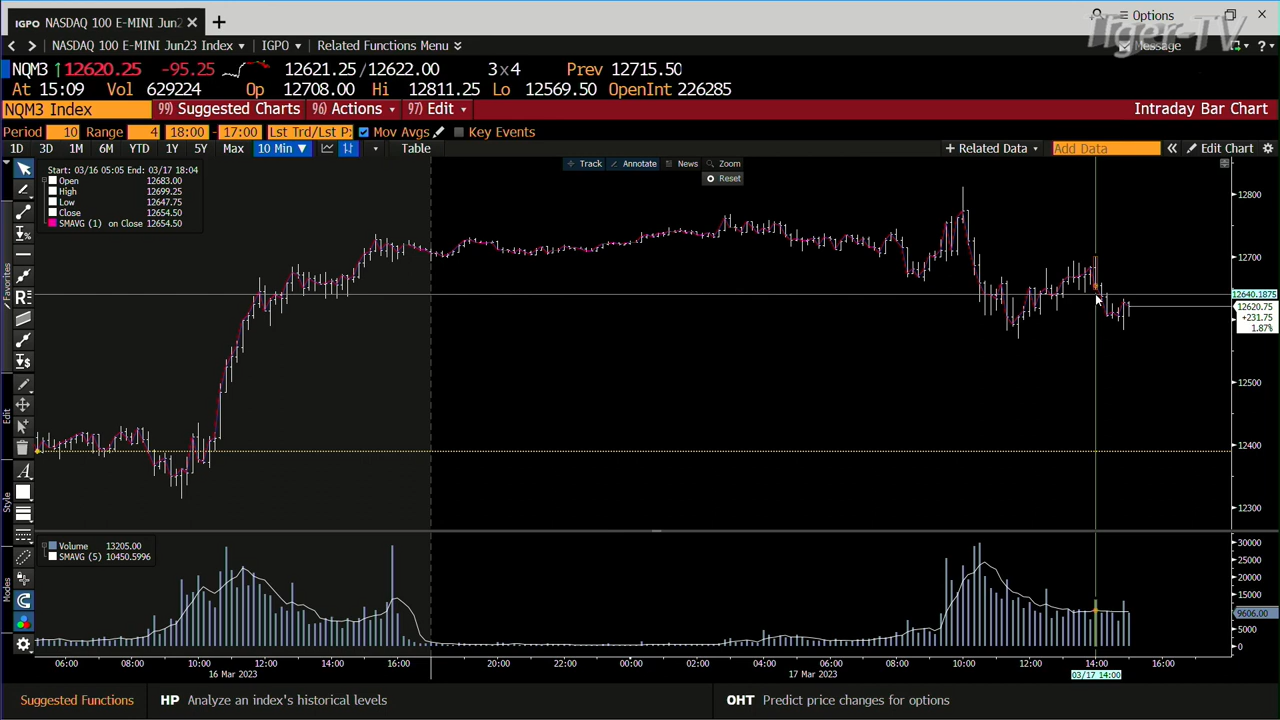 IGPO NASDAQ 100 E-MINI Jun2 × +
Options
Tiger-TV
NASDAQ 100 E-MINI Jun23 Index IGPO Related Functions Menu
Message
NQM3 ↑12620.25 -95.25 12621.25/12622.00 3x4 Prev 12715.50
At 15:09 Vol 629224 Op 12708.00 Hi 12811.25 Lo 12569.50 OpenInt 226285
NQM3 Index 99) Suggested Charts 96) Actions 97) Edit Intraday Bar Chart
Period 10 Range 4 18:00 - 17:00 Lst Trd/Lst P: Mov Avgs Key Events
1D 3D 1M 6M YTD 1Y 5Y Max 10 Min ▼ Table + Related Data Add Data « Edit Chart
Track Annotate News Zoom
Reset
Start: 03/16 05:05 End: 03/17 18:04
Open 12683.00
High 12699.25
Low 12647.75
Close 12654.50
SMAVG (1) on Close 12654.50
Favorites
Edit
Style
Modes
12800
12700
12640.1875
12620.75
+231.75
1.87%
12500
12400
12300
Volume 13205.00
SMAVG (5) 10450.5996
30000
25000
20000
15000
9606.00
5000
0
06:00 08:00 10:00 12:00 14:00 16:00 20:00 22:00 00:00 02:00 04:00 06:00 08:00 10:00 12:00 14:00 16:00
16 Mar 2023 17 Mar 2023 03/17 14:00
Suggested Functions HP Analyze an index's historical levels OHT Predict price changes for options